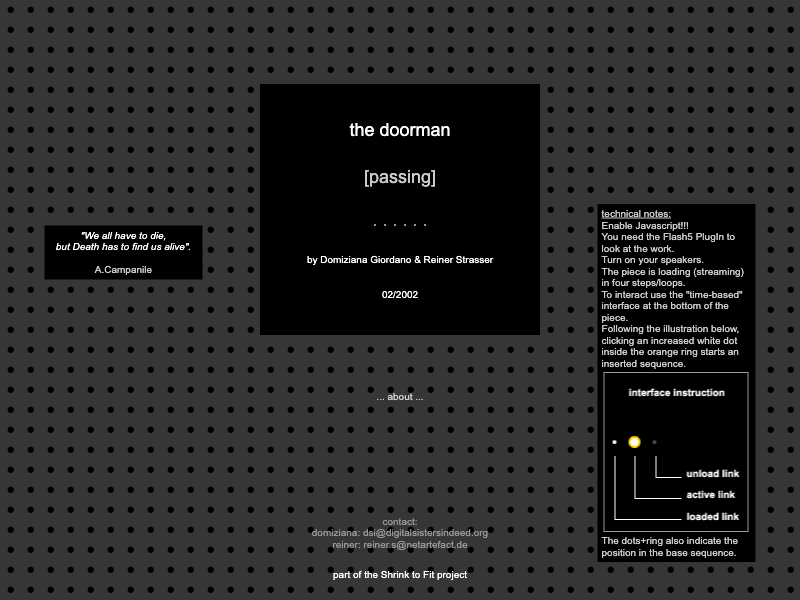 the doorman
[passing]
. . . . . .
by Domiziana Giordano & Reiner Strasser
02/2002
"We all have to die,
but Death has to find us alive".
A.Campanile
technical notes:
Enable Javascript!!!
You need the Flash5 PlugIn to
look at the work.
Turn on your speakers.
The piece is loading (streaming)
in four steps/loops.
To interact use the "time-based"
interface at the bottom of the
piece.
Following the illustration below,
clicking an increased white dot
inside the orange ring starts an
inserted sequence.
interface instruction
unload link
active link
loaded link
The dots+ring also indicate the
position in the base sequence.
... about ...
contact:
domiziana: dsi@digitalsistersindeed.org
reiner: reiner.s@netartefact.de
part of the Shrink to Fit project